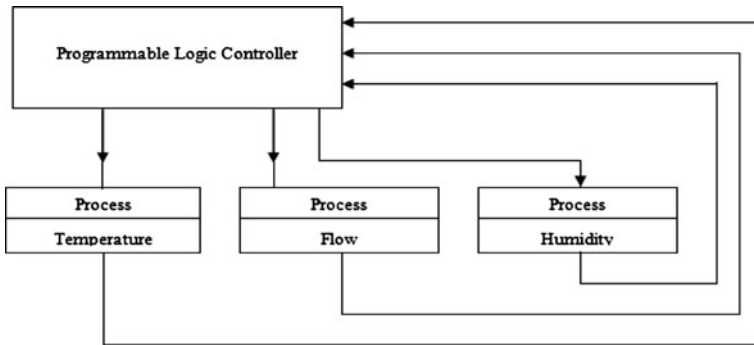 Programmable Logic Controller
Process
Temperature
Process
Flow
Process
Humidity